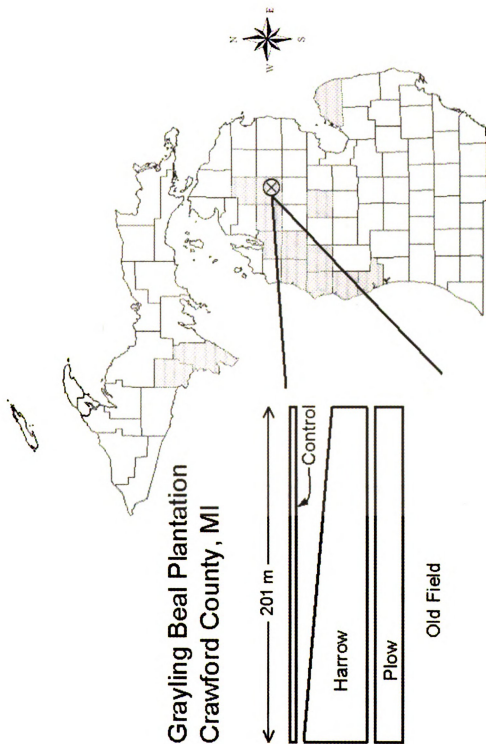 Grayling Beal Plantation
Crawford County, MI
N
W
E
S
201 m
Control
Harrow
Plow
Old Field